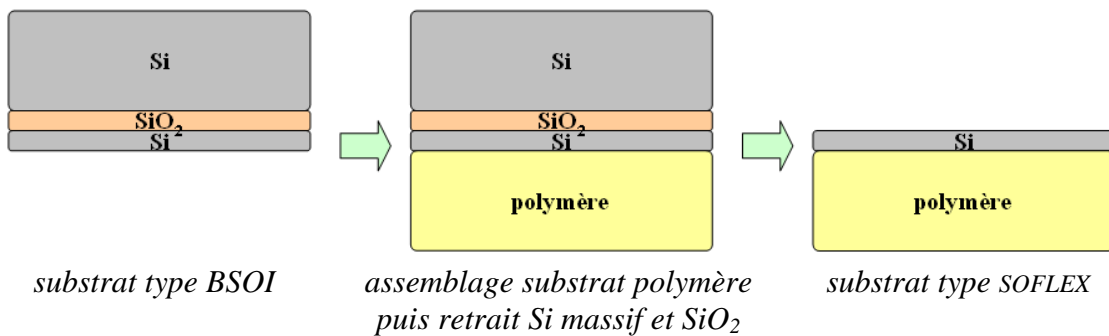 Si
SiO2
Si
substrat type BSOI
Si
SiO2
Si
polymère
assemblage substrat polymère
puis retrait Si massif et SiO2
Si
polymère
substrat type SOFLEX